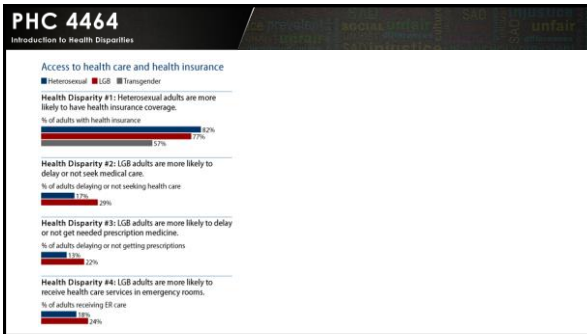 PHC 4464
Introduction to Health Disparities
SAD
unfair
social unfair
unfair
SAD injustice
Access to health care and health insurance
Heterosexual LGB Transgender
Health Disparity #1: Heterosexual adults are more
likely to have health insurance coverage.
% of adults with health insurance
82%
77%
57%
Health Disparity #2: LGB adults are more likely to
delay or not seek medical care.
% of adults delaying or not seeking health care
17%
29%
Health Disparity #3: LGB adults are more likely to delay
or not get needed prescription medicine.
% of adults delaying or not getting prescriptions
13%
22%
Health Disparity #4: LGB adults are more likely to
receive health care services in emergency rooms.
% of adults receiving ER care
18%
24%